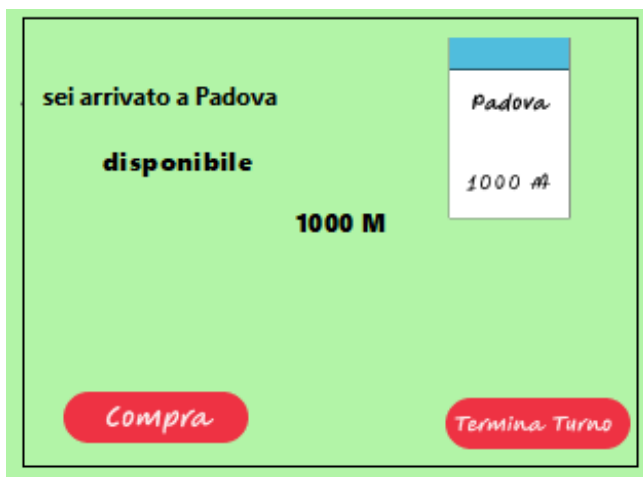 sei arrivato a Padova
disponibile
1000 M
Padova
1000 M
Compra
Termina Turno